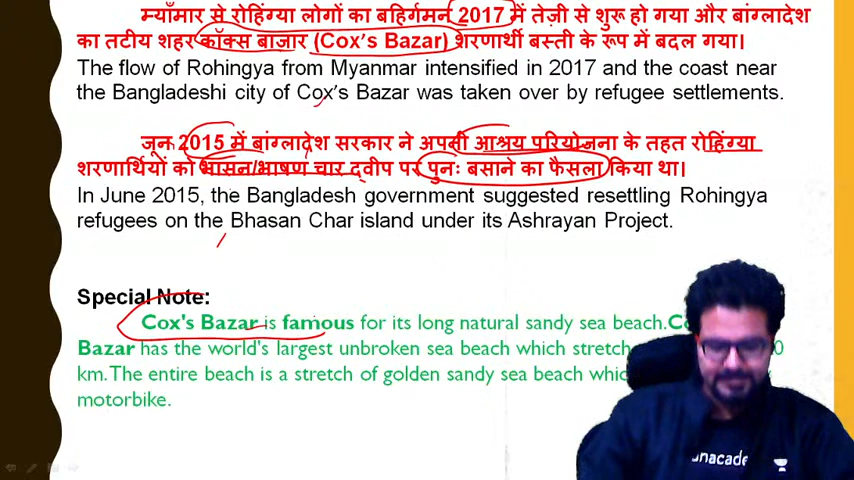 म्याँमार से रोहिंग्या लोगों का बहिर्गमन 2017 में तेज़ी से शुरू हो गया और बांग्लादेश
का तटीय शहर कॉक्स बाज़ार (Cox's Bazar) शरणार्थी बस्ती के रूप में बदल गया।
The flow of Rohingya from Myanmar intensified in 2017 and the coast near
the Bangladeshi city of Cox's Bazar was taken over by refugee settlements.
जून 2015 में बांग्लादेश सरकार ने अपनी आश्रय परियोजना के तहत रोहिंग्या
शरणार्थियों को भासन/भाषण चार द्वीप पर पुनः बसाने का फैसला किया था।
In June 2015, the Bangladesh government suggested resettling Rohingya
refugees on the Bhasan Char island under its Ashrayan Project.
Special Note:
Cox's Bazar is famous for its long natural sandy sea beach.
Bazar has the world's largest unbroken sea beach which stretch
km.The entire beach is a stretch of golden sandy sea beach
motorbike.
unacade